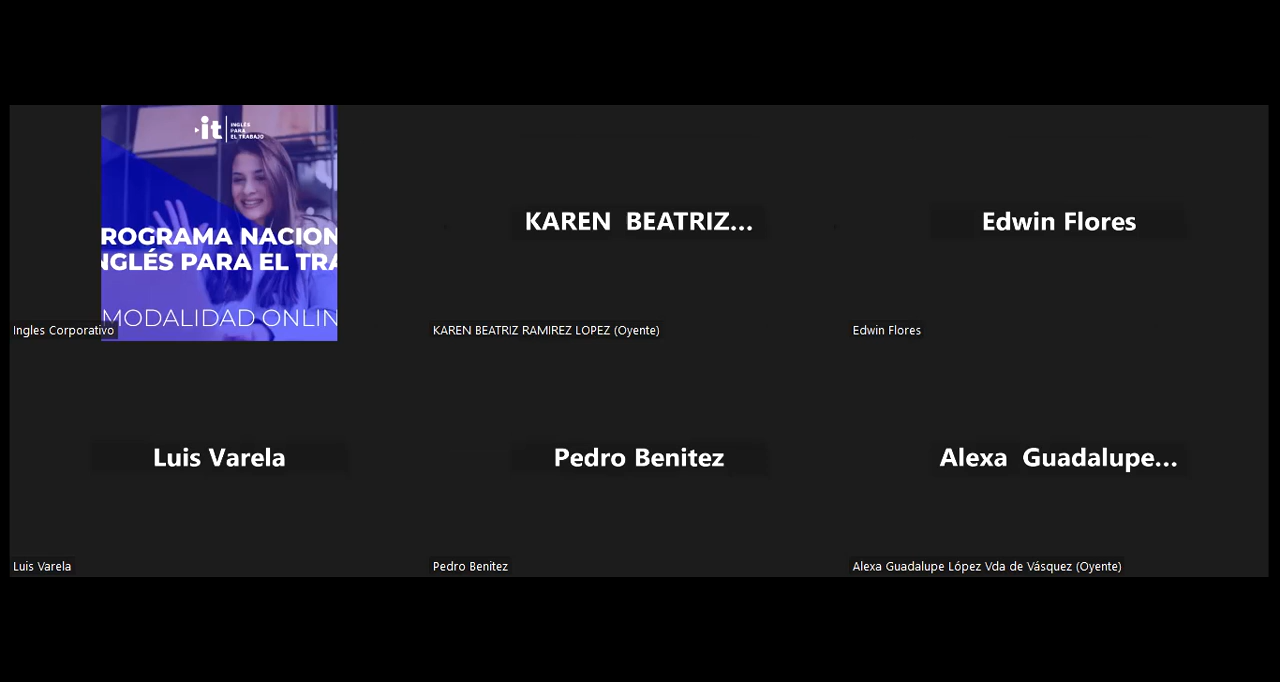 it
INGLÉS
PARA
EL TRABAJO
ROGRAMA NACION
NGLÉS PARA EL TRA
MODALIDAD ONLIN
Ingles Corporativo
KAREN BEATRIZ...
KAREN BEATRIZ RAMIREZ LOPEZ (Oyente)
Edwin Flores
Edwin Flores
Luis Varela
Luis Varela
Pedro Benitez
Pedro Benitez
Alexa Guadalupe...
Alexa Guadalupe López Vda de Vásquez (Oyente)